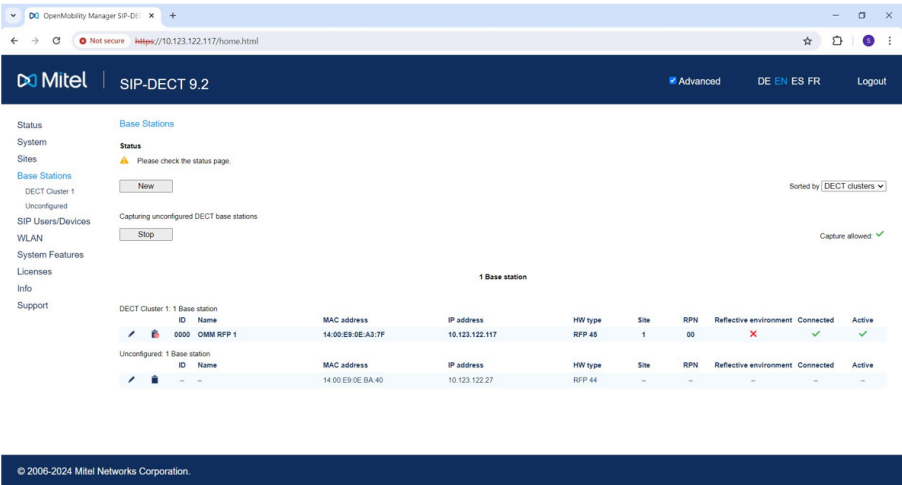 OpenMobility Manager SIP-DE
Not secure https://10.123.122.117/home.html
S
Mitel SIP-DECT 9.2
Advanced DE EN ES FR Logout
Status
System
Sites
Base Stations
DECT Cluster 1
Unconfigured
SIP Users/Devices
WLAN
System Features
Licenses
Info
Support
Base Stations
Status
Please check the status page.
New
Sorted by DECT clusters
Capturing unconfigured DECT base stations
Stop
Capture allowed:
1 Base station
DECT Cluster 1: 1 Base station
ID Name MAC address IP address HW type Site RPN Reflective environment Connected Active
0000 OMM RFP 1 14:00:E9:0E:A3:7F 10.123.122.117 RFP 45 1 00
Unconfigured: 1 Base station
ID Name MAC address IP address HW type Site RPN Reflective environment Connected Active
– – 14:00:E9:0E:BA:40 10.123.122.27 RFP 44 – – – – –
© 2006-2024 Mitel Networks Corporation.